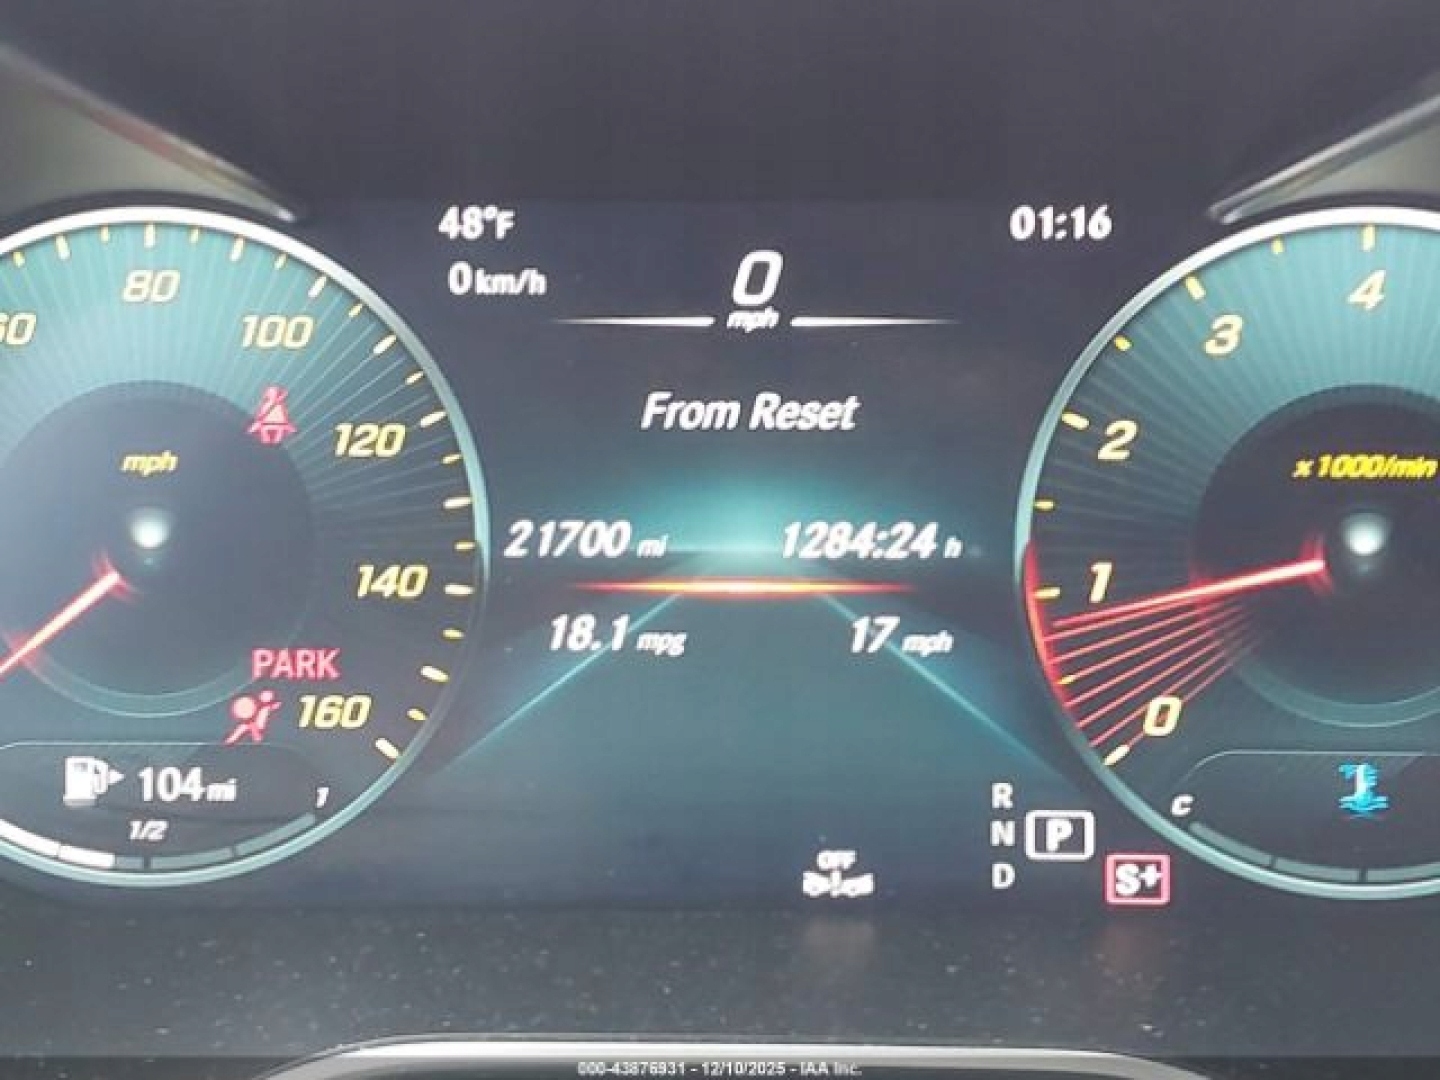 48°F
01:16
0 km/h
0
mph
80
100
120
140
160
mph
From Reset
21700 mi
1284:24 h
18.1 mpg
17 mph
4
3
2
1
0
x 1000/min
PARK
104 mi
1/2
1
OFF
R
N
D
P
S+
C
000-43876931 - 12/10/2025 - IAA Inc.